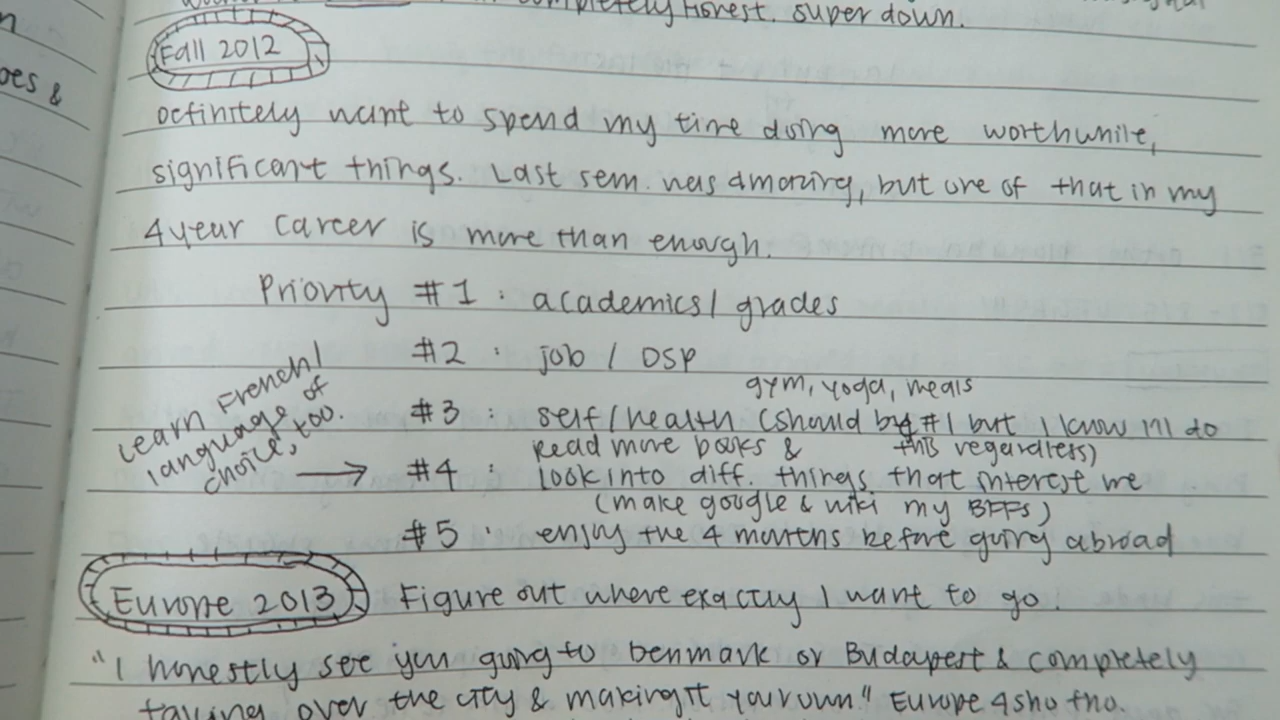 completely Honest. super down.
Fall 2012
Definitely want to spend my time doing more worthwhile,
significant things. Last sem. was amazing, but one of that in my
4 year career is more than enough.
Priority #1 : academics / grades
#2 : job / DSP
gym, yoga, meals
#3 : self / health (should be #1 but I know I'll do
this regardless)
read more books &
#4 : look into diff. things that interest me
(make google & wiki my BFFs)
Learn French/
language of
choice, too.
#5 : enjoy the 4 months before going abroad
Europe 2013 Figure out where exactly I want to go.
"I honestly see you going to Denmark or Budapest & completely
taking over the city & making it your own" Europe 4sho tho.
oes &